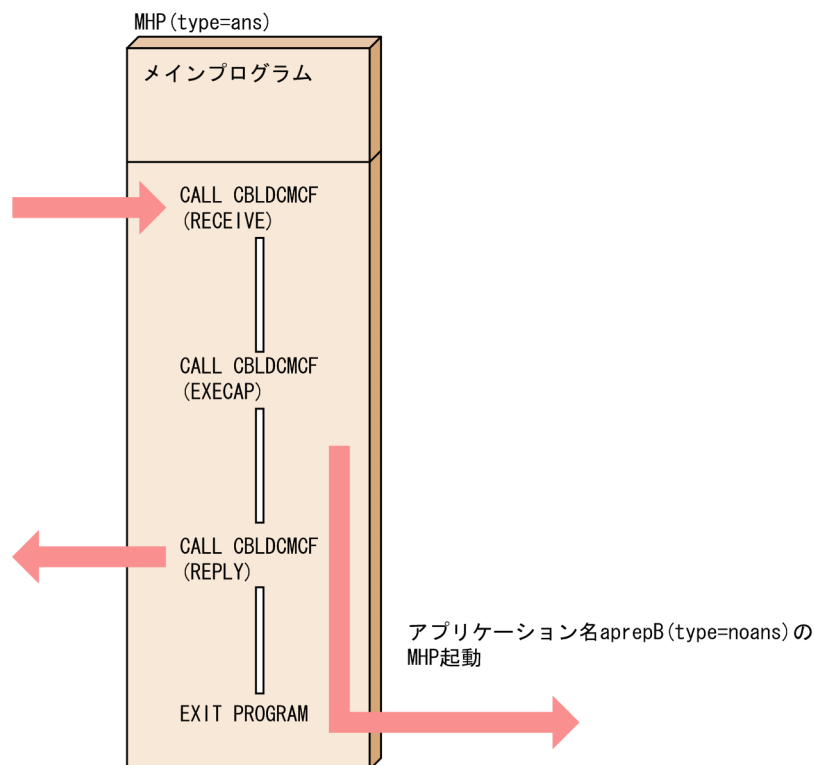 MHP(type=ans)
メインプログラム
CALL CBLDCMCF
(RECEIVE)
CALL CBLDCMCF
(EXECAP)
CALL CBLDCMCF
(REPLY)
アプリケーション名aprepB(type=noans)の
MHP起動
EXIT PROGRAM